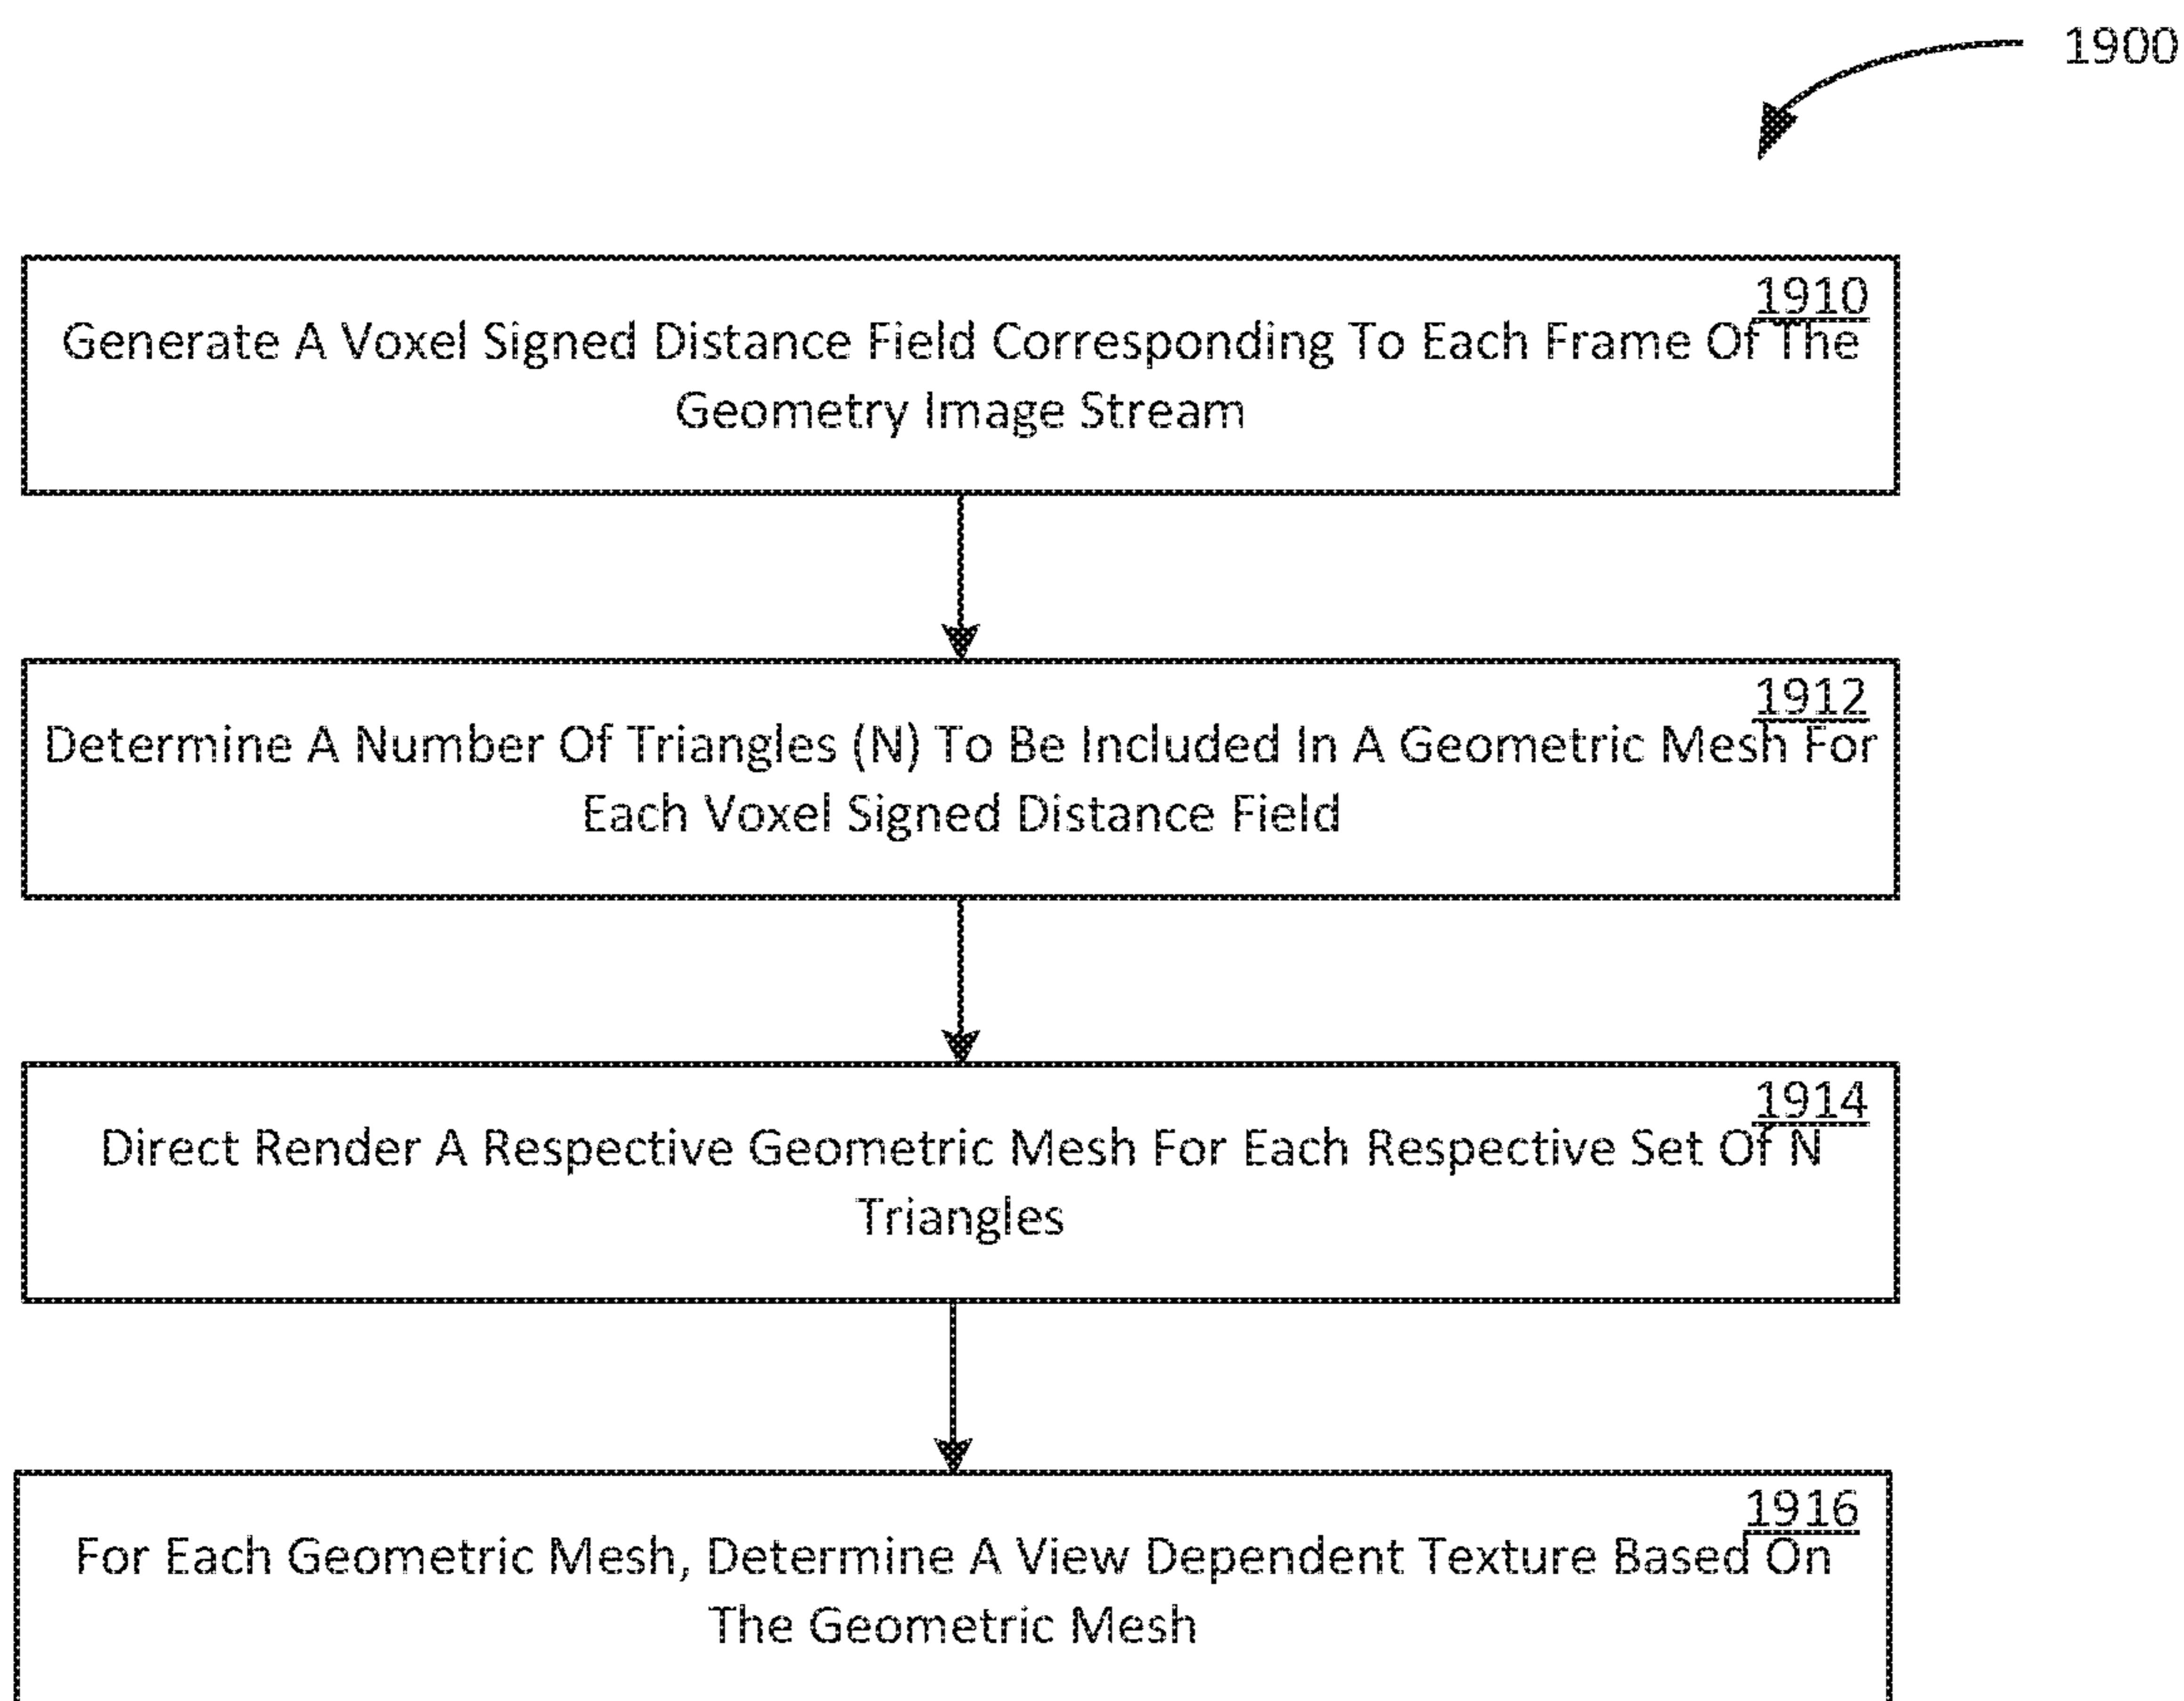 1900
1910
Generate A Voxel Signed Distance Field Corresponding To Each Frame Of The
Geometry Image Stream
1912
Determine A Number Of Triangles (N) To Be Included In A Geometric Mesh For
Each Voxel Signed Distance Field
1914
Direct Render A Respective Geometric Mesh For Each Respective Set Of N
Triangles
1916
For Each Geometric Mesh, Determine A View Dependent Texture Based On
The Geometric Mesh